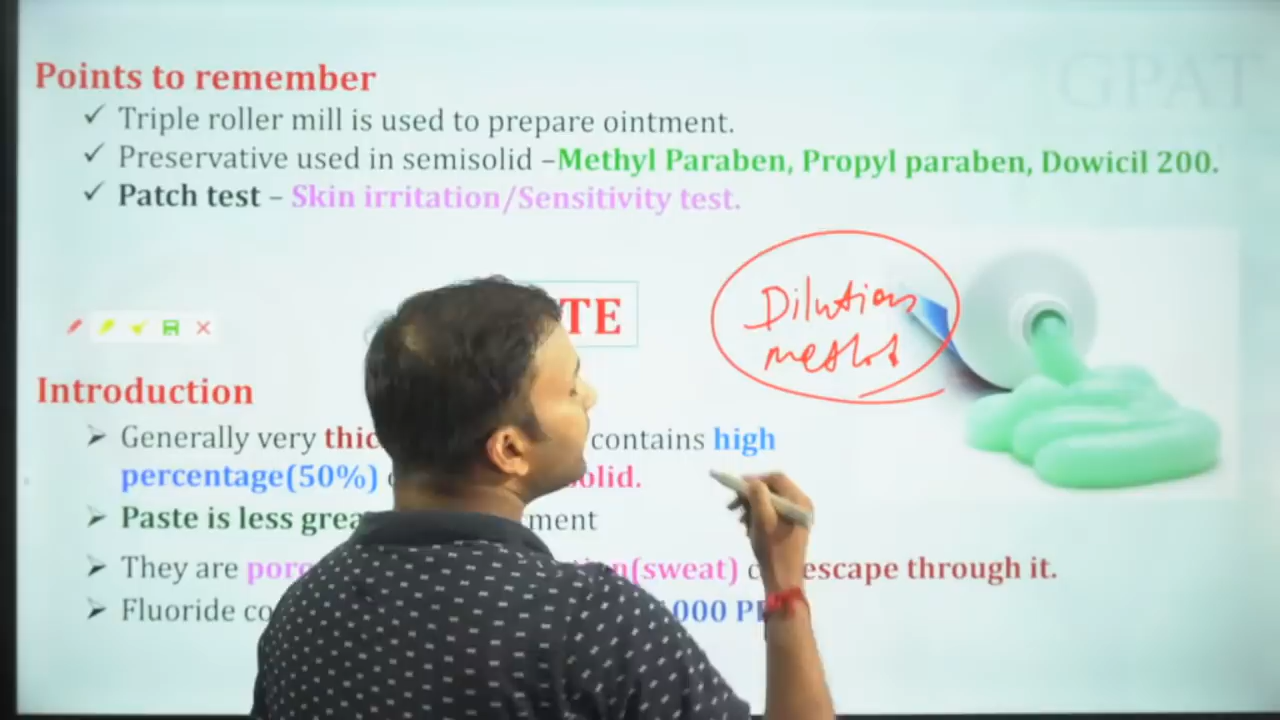 GPAT
Points to remember
✓ Triple roller mill is used to prepare ointment.
✓ Preservative used in semisolid –Methyl Paraben, Propyl paraben, Dowicil 200.
✓ Patch test – Skin irritation/Sensitivity test.
Dilution
method
TE
Introduction
➤ Generally very thic contains high
percentage(50%) olid.
➤ Paste is less grea ment
➤ They are poro n(sweat) c escape through it.
➤ Fluoride co 000 PP